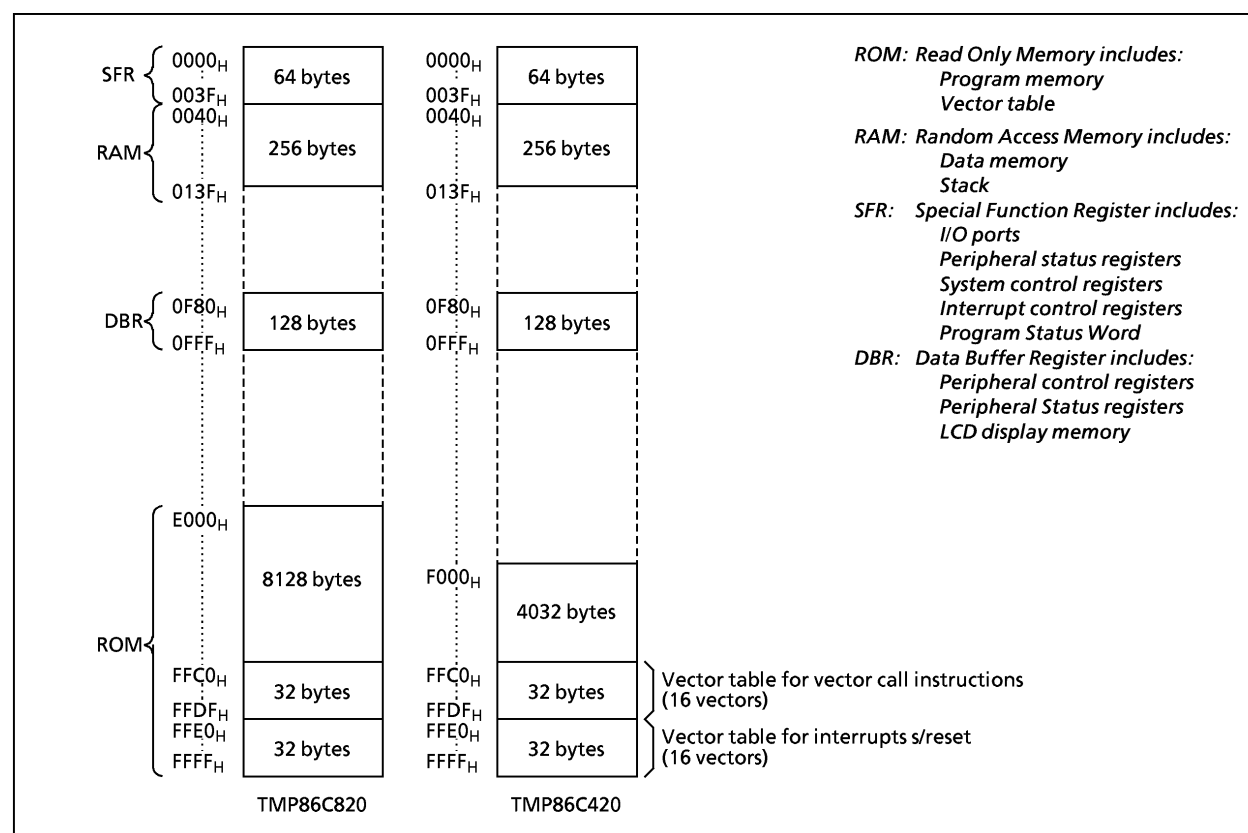 SFR
0000H
003FH
64 bytes
0000H
003FH
64 bytes
RAM
0040H
013FH
256 bytes
0040H
013FH
256 bytes
DBR
0F80H
0FFFH
128 bytes
0F80H
0FFFH
128 bytes
ROM
E000H
8128 bytes
FFC0H
FFDFH
32 bytes
FFE0H
FFFFH
32 bytes
TMP86C820
F000H
4032 bytes
FFC0H
FFDFH
32 bytes
FFE0H
FFFFH
32 bytes
TMP86C420
Vector table for vector call instructions
(16 vectors)
Vector table for interrupts s/reset
(16 vectors)
ROM: Read Only Memory includes:
Program memory
Vector table
RAM: Random Access Memory includes:
Data memory
Stack
SFR: Special Function Register includes:
I/O ports
Peripheral status registers
System control registers
Interrupt control registers
Program Status Word
DBR: Data Buffer Register includes:
Peripheral control registers
Peripheral Status registers
LCD display memory